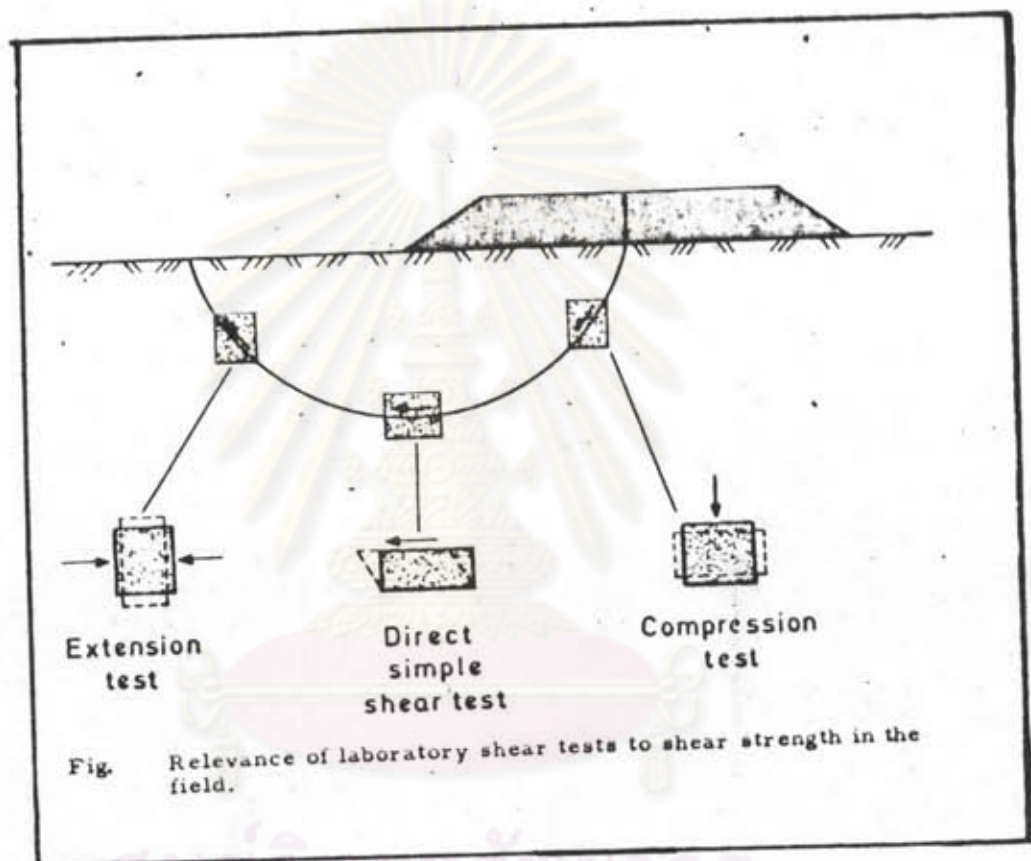 Extension
test
Direct
simple
shear test
Compression
test
Fig. Relevance of laboratory shear tests to shear strength in the
field.